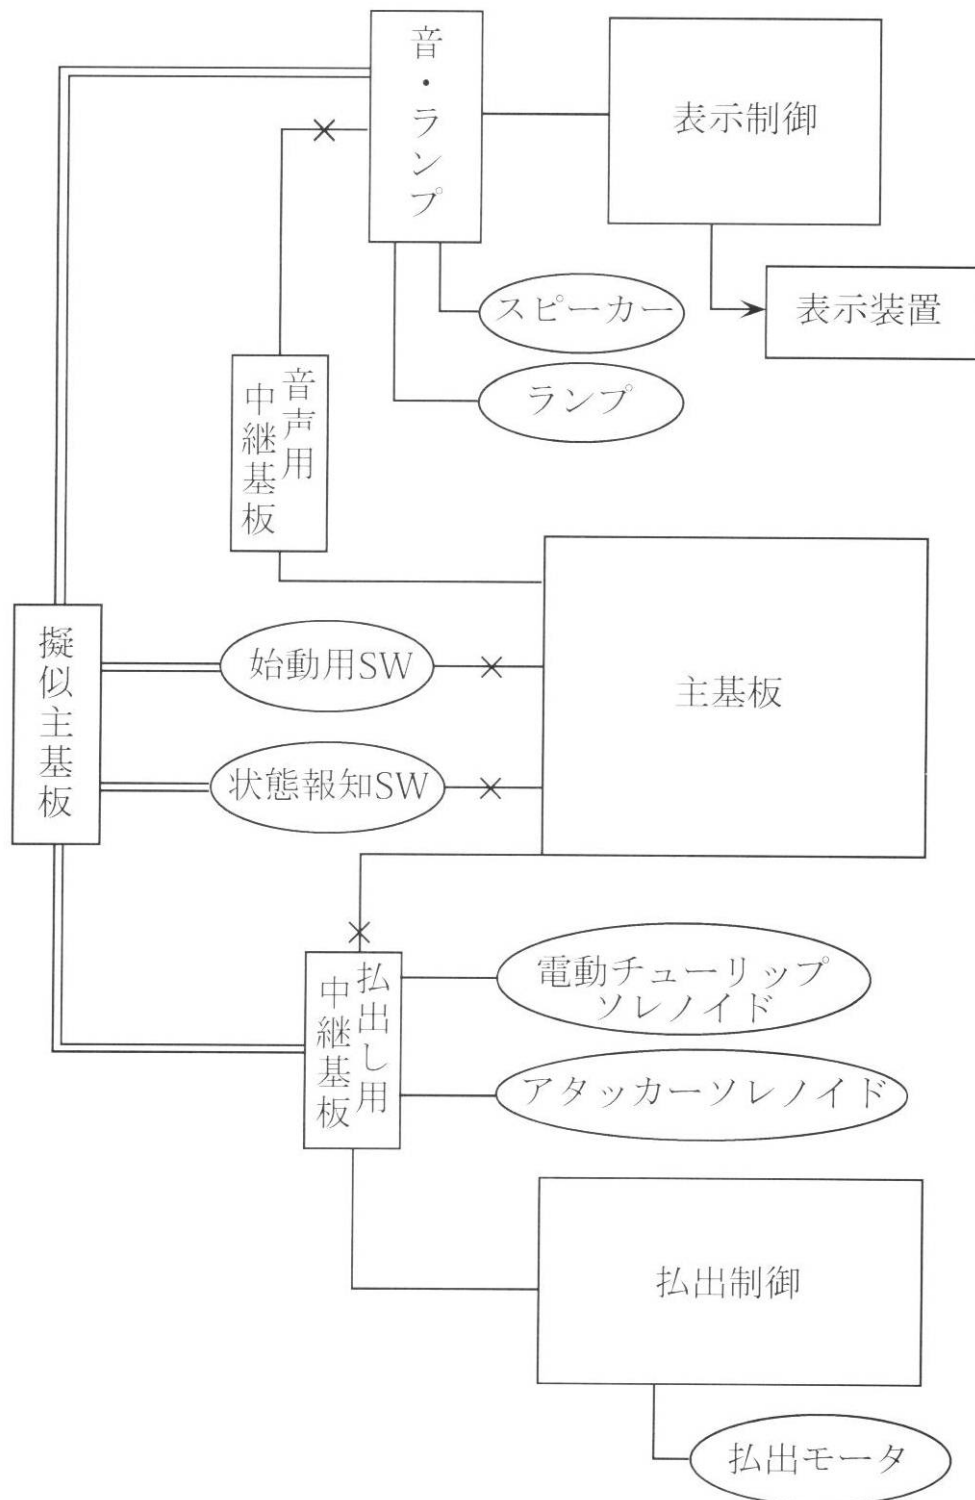 音・ランプ
表示制御
表示装置
スピーカー
ランプ
音声用
中継基板
擬似主基板
始動用SW
主基板
状態報知SW
払出し用
中継基板
電動チューリップ
ソレノイド
アタッカーソレノイド
払出制御
払出モータ